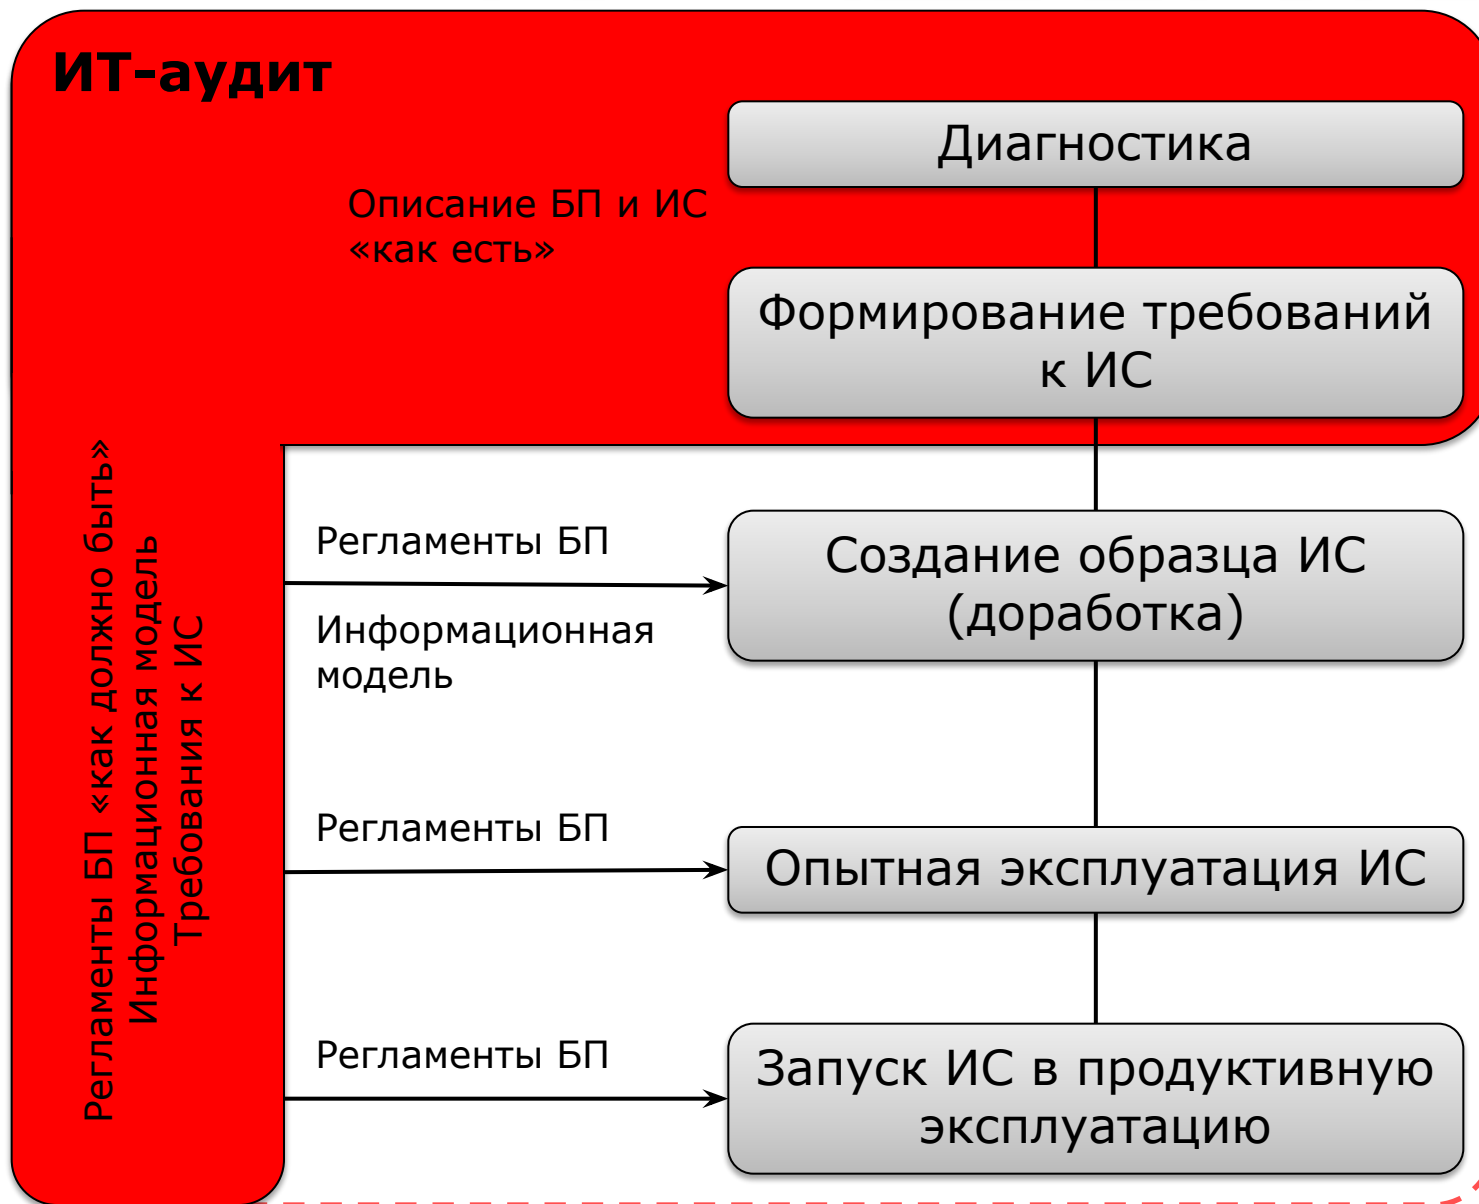 ИТ-аудит
Диагностика
Описание БП и ИС
«как есть»
Формирование требований
к ИС
Регламенты БП «как должно быть»
Информационная модель
Требования к ИС
Регламенты БП
Информационная
модель
Создание образца ИС
(доработка)
Регламенты БП
Опытная эксплуатация ИС
Регламенты БП
Запуск ИС в продуктивную
эксплуатацию